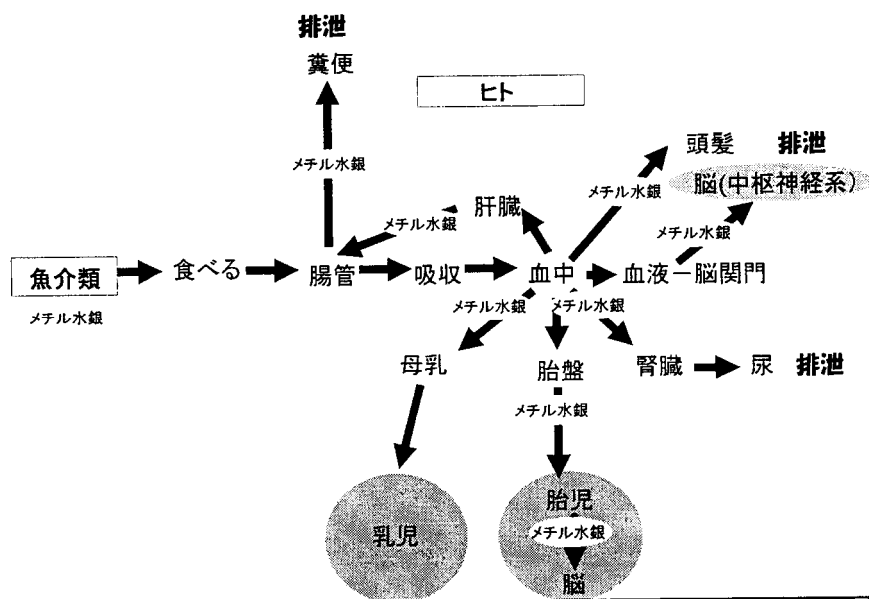 排泄
糞便
ヒト
メチル水銀
頭髪 排泄
メチル水銀
脳(中枢神経系)
肝臓
メチル水銀
メチル水銀
魚介類
食べる
腸管
吸収
血中
血液－脳関門
メチル水銀
メチル水銀
メチル水銀
母乳
胎盤
腎臓
尿 排泄
メチル水銀
乳児
胎児
メチル水銀
脳